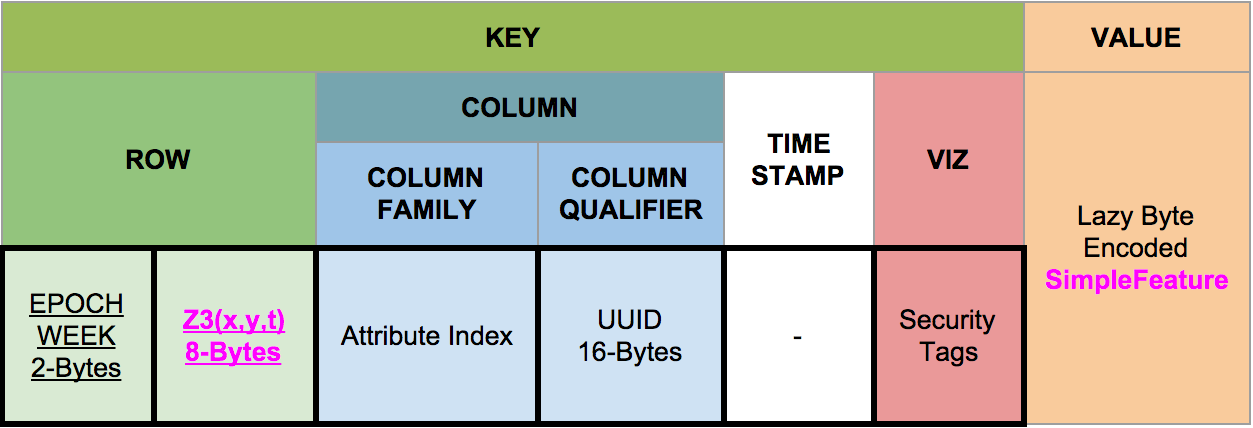 KEY
VALUE
ROW
COLUMN
TIME
STAMP
VIZ
COLUMN
FAMILY
COLUMN
QUALIFIER
Lazy Byte
Encoded
SimpleFeature
EPOCH
WEEK
2-Bytes
Z3(x,y,t)
8-Bytes
Attribute Index
UUID
16-Bytes
-
Security
Tags